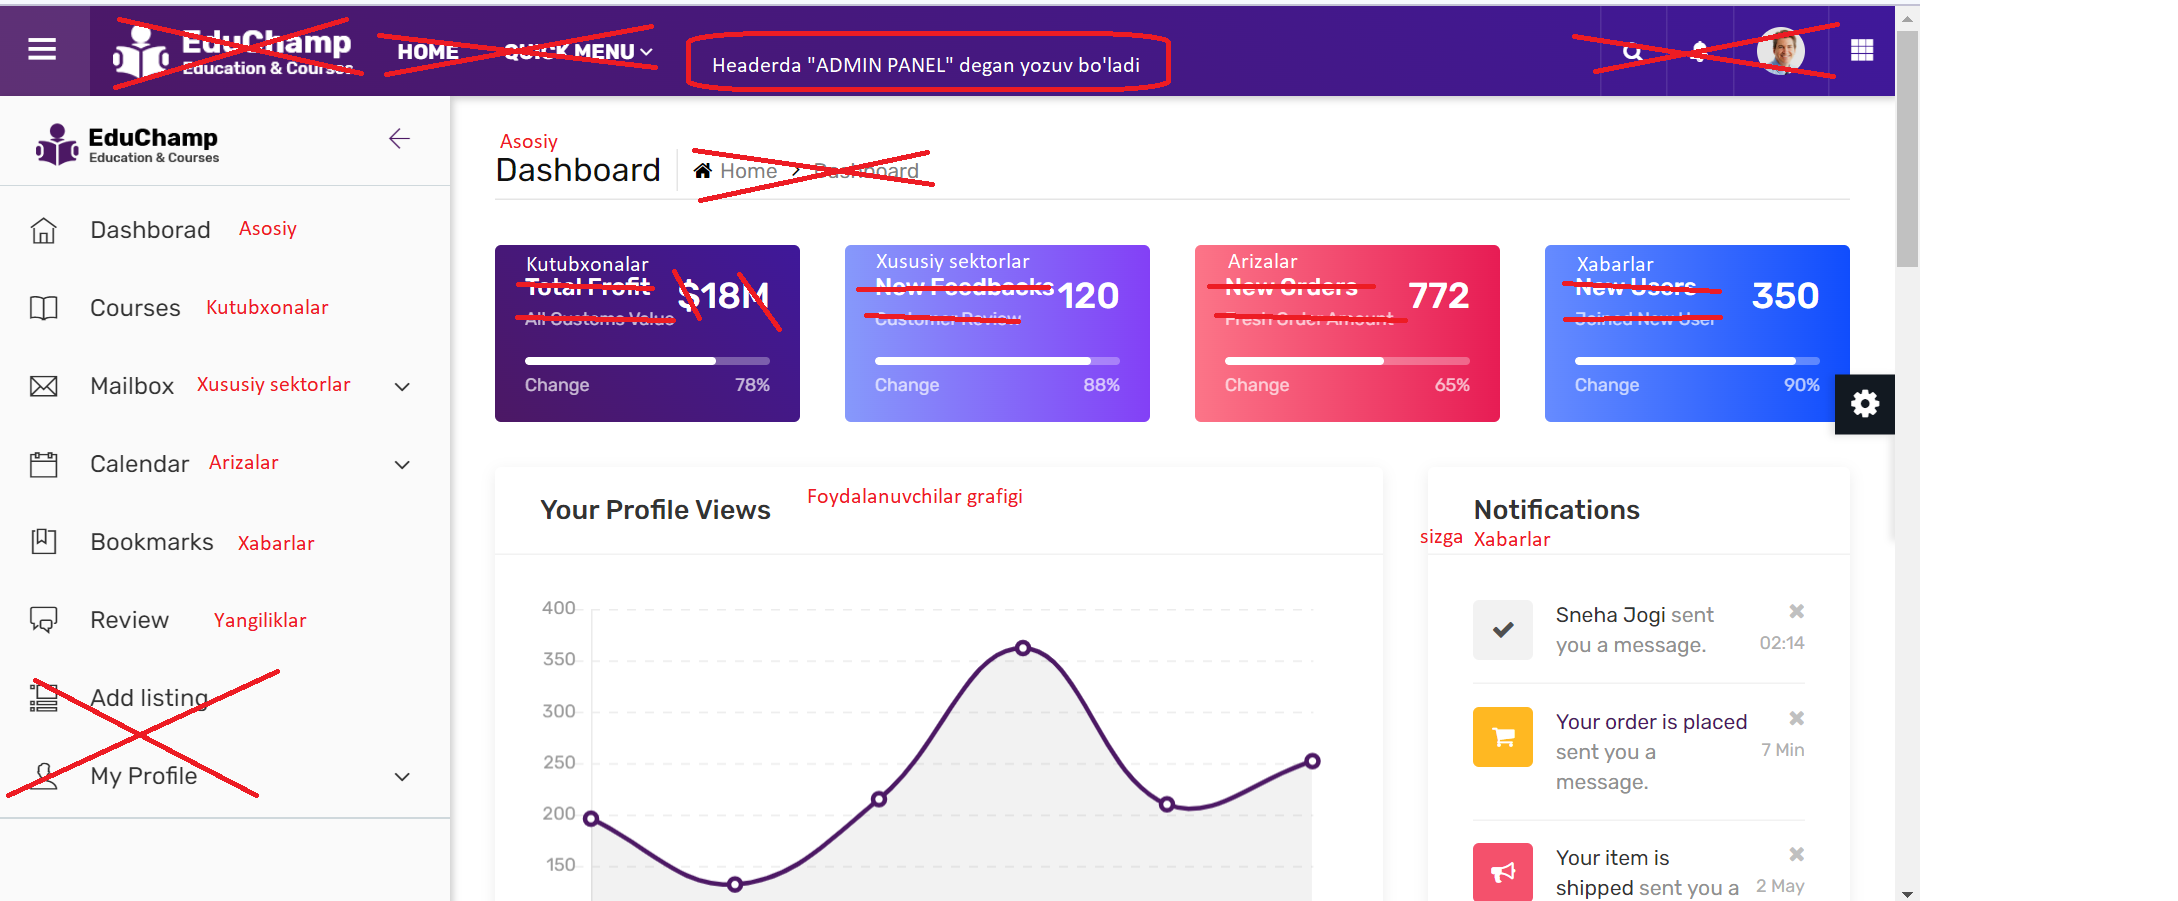 EduChamp
Education & Courses
HOME QUICK MENU
Headerda "ADMIN PANEL" degan yozuv bo'ladi
EduChamp
Education & Courses
Dashborad Asosiy
Courses Kutubxonalar
Mailbox Xususiy sektorlar
Calendar Arizalar
Bookmarks Xabarlar
Review Yangiliklar
Add listing
My Profile
Asosiy
Dashboard Home > Dashboard
Kutubxonalar
Total Profit $18M
All Customs Value
Change 78%
Xususiy sektorlar
New Feedbacks 120
Customer Review
Change 88%
Arizalar
New Orders 772
Fresh Order Amount
Change 65%
Xabarlar
New Users 350
Joined New User
Change 90%
Your Profile Views Foydalanuvchilar grafigi
400
350
300
250
200
150
Notifications
sizga Xabarlar
Sneha Jogi sent
you a message. 02:14
Your order is placed
sent you a 7 Min
message.
Your item is
shipped sent you a 2 May